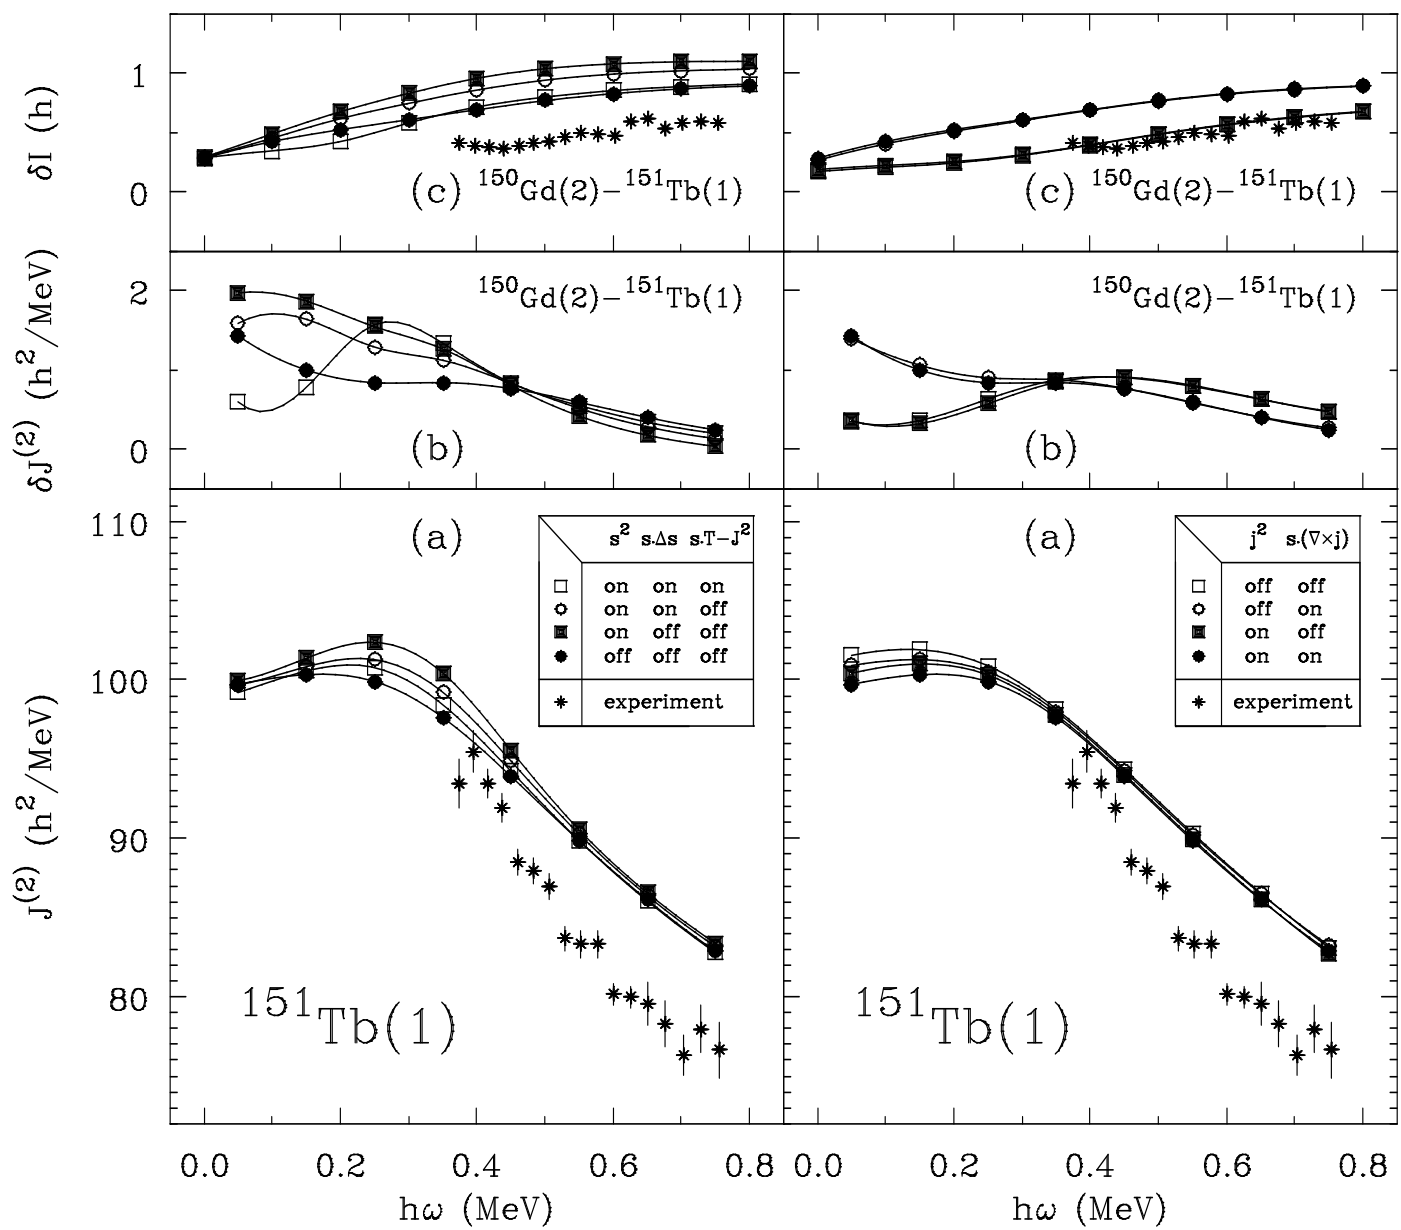 δI (h)
1
0
(c) ¹⁵⁰Gd(2)−¹⁵¹Tb(1)
(c) ¹⁵⁰Gd(2)−¹⁵¹Tb(1)
δJ⁽²⁾ (h²/MeV)
2
0
¹⁵⁰Gd(2)−¹⁵¹Tb(1)
(b)
¹⁵⁰Gd(2)−¹⁵¹Tb(1)
(b)
J⁽²⁾ (h²/MeV)
110
100
90
80
(a)
s² s·Δs s·T−J²
on on on
on on off
on off off
off off off
experiment
¹⁵¹Tb(1)
(a)
j² s·(∇×j)
off off
off on
on off
on on
experiment
¹⁵¹Tb(1)
0.0 0.2 0.4 0.6 0.8
0.0 0.2 0.4 0.6 0.8
hω (MeV)
hω (MeV)